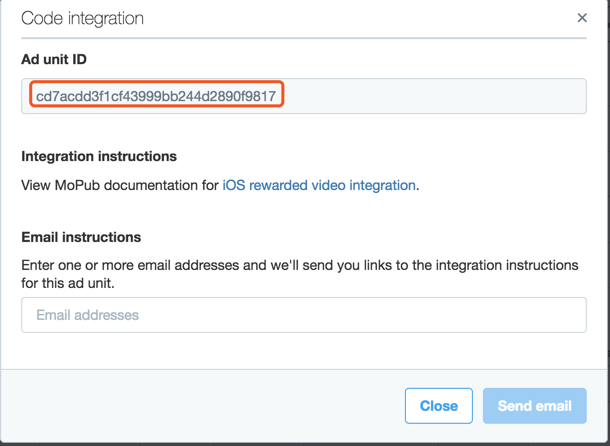 Code integration
Ad unit ID
cd7acdd3f1cf43999bb244d2890f9817
Integration instructions
View MoPub documentation for iOS rewarded video integration.
Email instructions
Enter one or more email addresses and we'll send you links to the integration instructions
for this ad unit.
Email addresses
Close
Send email